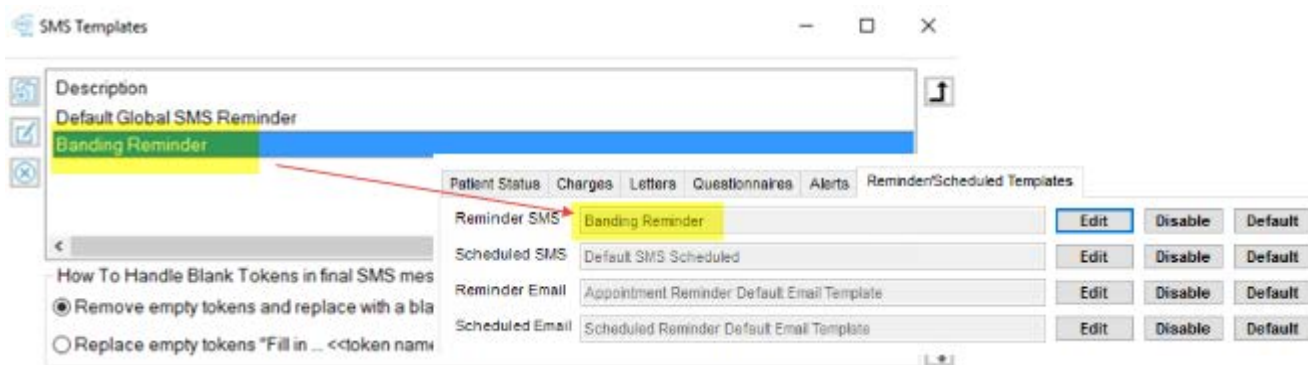 SMS Templates
Description
Default Global SMS Reminder
Banding Reminder
How To Handle Blank Tokens in final SMS mes
Remove empty tokens and replace with a bla
Replace empty tokens "Fill in ... <<token name
Patient Status Charges Letters Questionnaires Alerts Reminder/Scheduled Templates
Reminder SMS Banding Reminder Edit Disable Default
Scheduled SMS Default SMS Scheduled Edit Disable Default
Reminder Email Appointment Reminder Default Email Template Edit Disable Default
Scheduled Email Scheduled Reminder Default Email Template Edit Disable Default